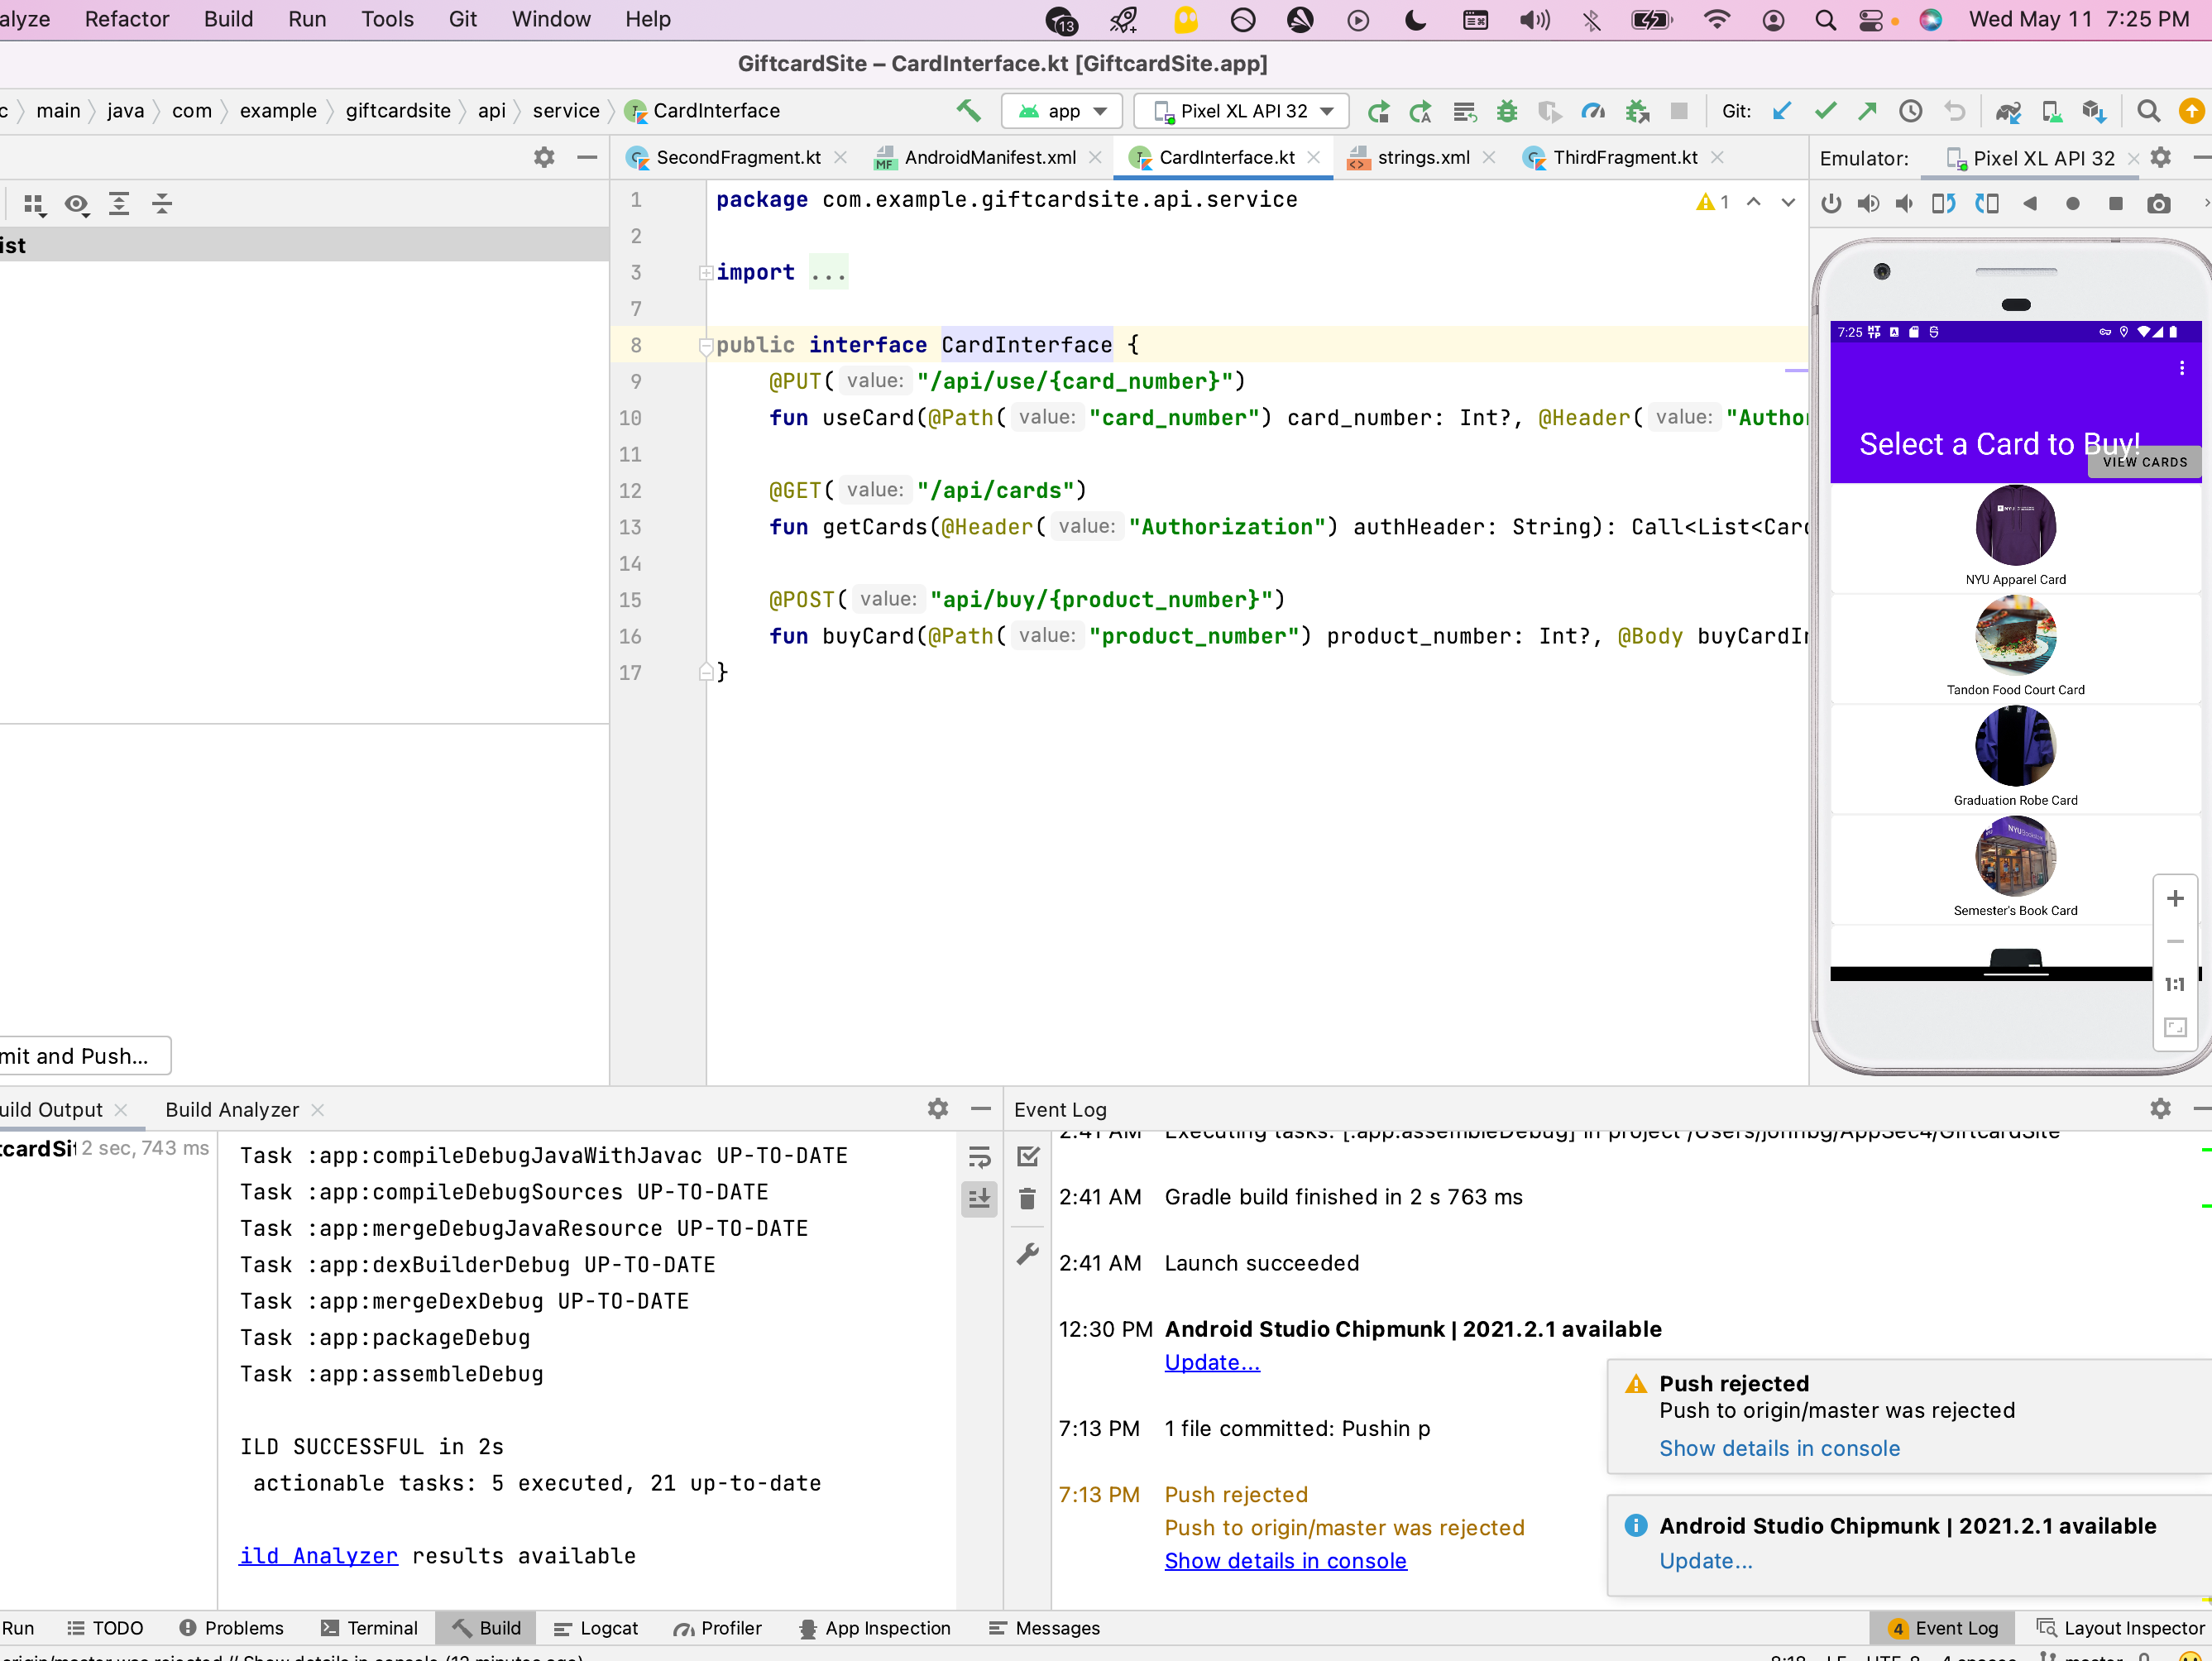 alyze Refactor Build Run Tools Git Window Help 13 Wed May 11 7:25 PM
GiftcardSite – CardInterface.kt [GiftcardSite.app]
c main java com example giftcardsite api service CardInterface app Pixel XL API 32 Git:
SecondFragment.kt AndroidManifest.xml CardInterface.kt strings.xml ThirdFragment.kt Emulator: Pixel XL API 32
ist
1 package com.example.giftcardsite.api.service 1
2
3 import ...
7
8 public interface CardInterface {
9 @PUT( value: "/api/use/{card_number}")
10 fun useCard(@Path( value: "card_number") card_number: Int?, @Header( value: "Autho
11
12 @GET( value: "/api/cards")
13 fun getCards(@Header( value: "Authorization") authHeader: String): Call<List<Car
14
15 @POST( value: "api/buy/{product_number}")
16 fun buyCard(@Path( value: "product_number") product_number: Int?, @Body buyCardI
17 }
7:25
Select a Card to Buy!
VIEW CARDS
NYU Apparel Card
Tandon Food Court Card
Graduation Robe Card
Semester's Book Card
1:1
mit and Push...
uild Output Build Analyzer
tcardSi 2 sec, 743 ms
Task :app:compileDebugJavaWithJavac UP-TO-DATE
Task :app:compileDebugSources UP-TO-DATE
Task :app:mergeDebugJavaResource UP-TO-DATE
Task :app:dexBuilderDebug UP-TO-DATE
Task :app:mergeDexDebug UP-TO-DATE
Task :app:packageDebug
Task :app:assembleDebug
ILD SUCCESSFUL in 2s
actionable tasks: 5 executed, 21 up-to-date
ild Analyzer results available
Event Log
2:41 AM Executing tasks: [:app:assembleDebug] in project /Users/johnbg/AppSec4/GiftcardSite
2:41 AM Gradle build finished in 2 s 763 ms
2:41 AM Launch succeeded
12:30 PM Android Studio Chipmunk | 2021.2.1 available
Update...
7:13 PM 1 file committed: Pushin p
7:13 PM Push rejected
Push to origin/master was rejected
Show details in console
Push rejected
Push to origin/master was rejected
Show details in console
Android Studio Chipmunk | 2021.2.1 available
Update...
Run TODO Problems Terminal Build Logcat Profiler App Inspection Messages 4 Event Log Layout Inspector
origin/master was rejected // Show details in console (12 minutes ago) 8:18 LF UTF-8 4 spaces master